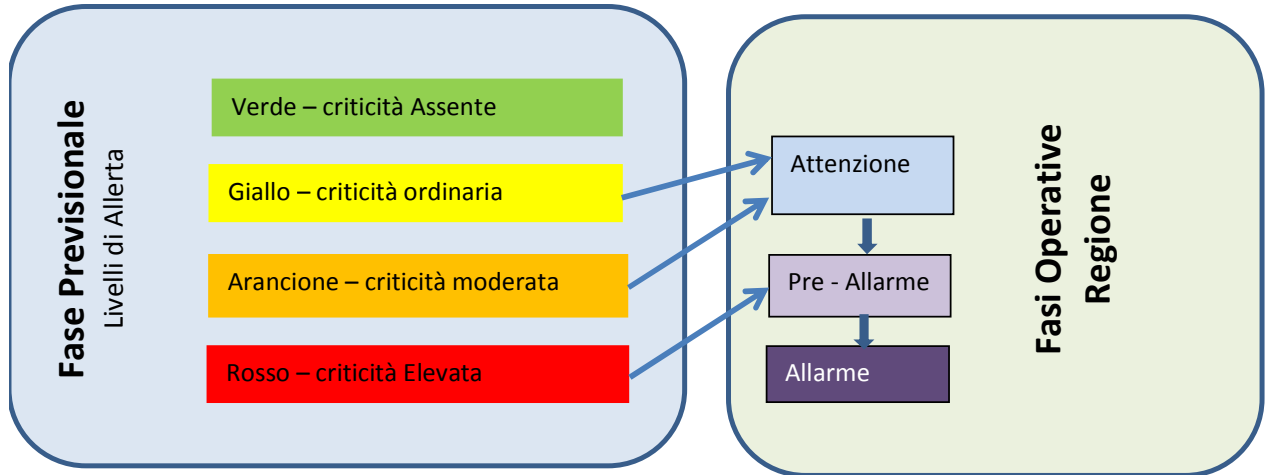 Fase Previsionale
Livelli di Allerta
Verde – criticità Assente
Giallo – criticità ordinaria
Arancione – criticità moderata
Rosso – criticità Elevata
Attenzione
Pre - Allarme
Allarme
Fasi Operative
Regione